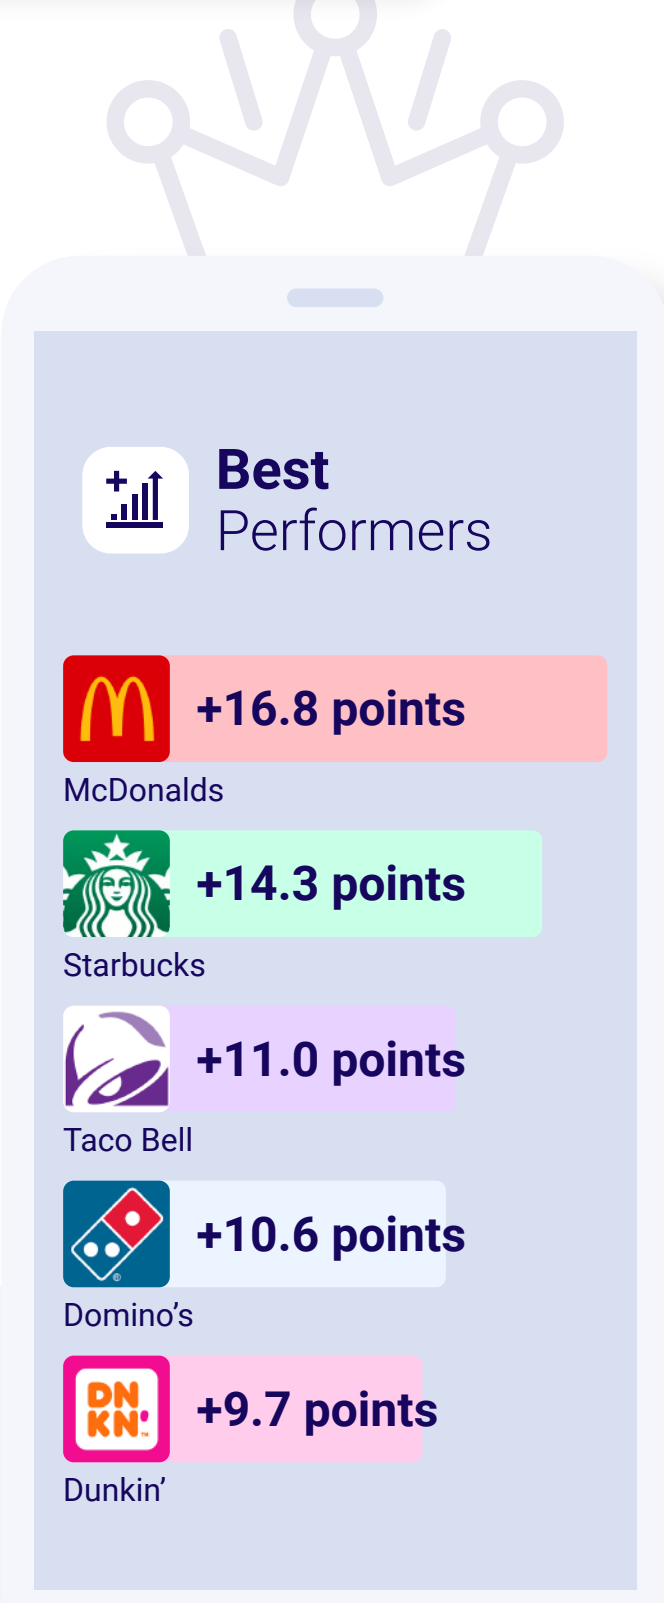 Best
Performers
+16.8 points
McDonalds
+14.3 points
Starbucks
+11.0 points
Taco Bell
+10.6 points
®
Domino’s
DN
KN'
™
+9.7 points
Dunkin’